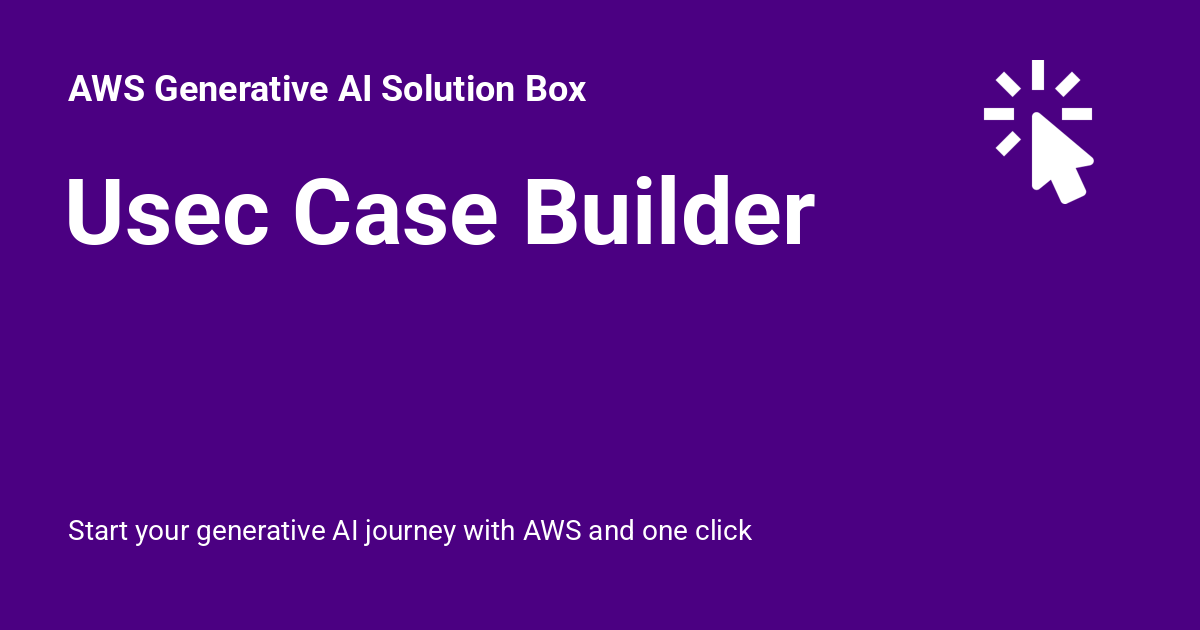 AWS Generative AI Solution Box
Usec Case Builder
Start your generative AI journey with AWS and one click